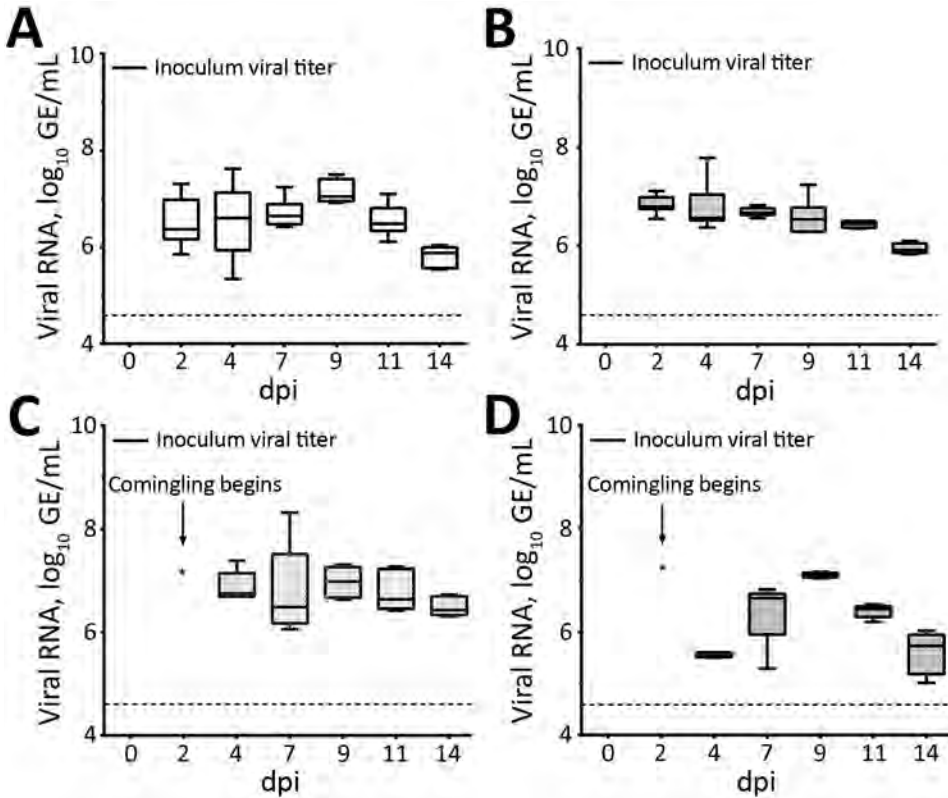 A
Viral RNA, log₁₀ GE/mL
10
8
6
4
Inoculum viral titer
0 2 4 7 9 11 14
dpi
B
Viral RNA, log₁₀ GE/mL
10
8
6
4
Inoculum viral titer
0 2 4 7 9 11 14
dpi
C
Viral RNA, log₁₀ GE/mL
10
8
6
4
Inoculum viral titer
Comingling begins
*
0 2 4 7 9 11 14
dpi
D
Viral RNA, log₁₀ GE/mL
10
8
6
4
Inoculum viral titer
Comingling begins
*
0 2 4 7 9 11 14
dpi